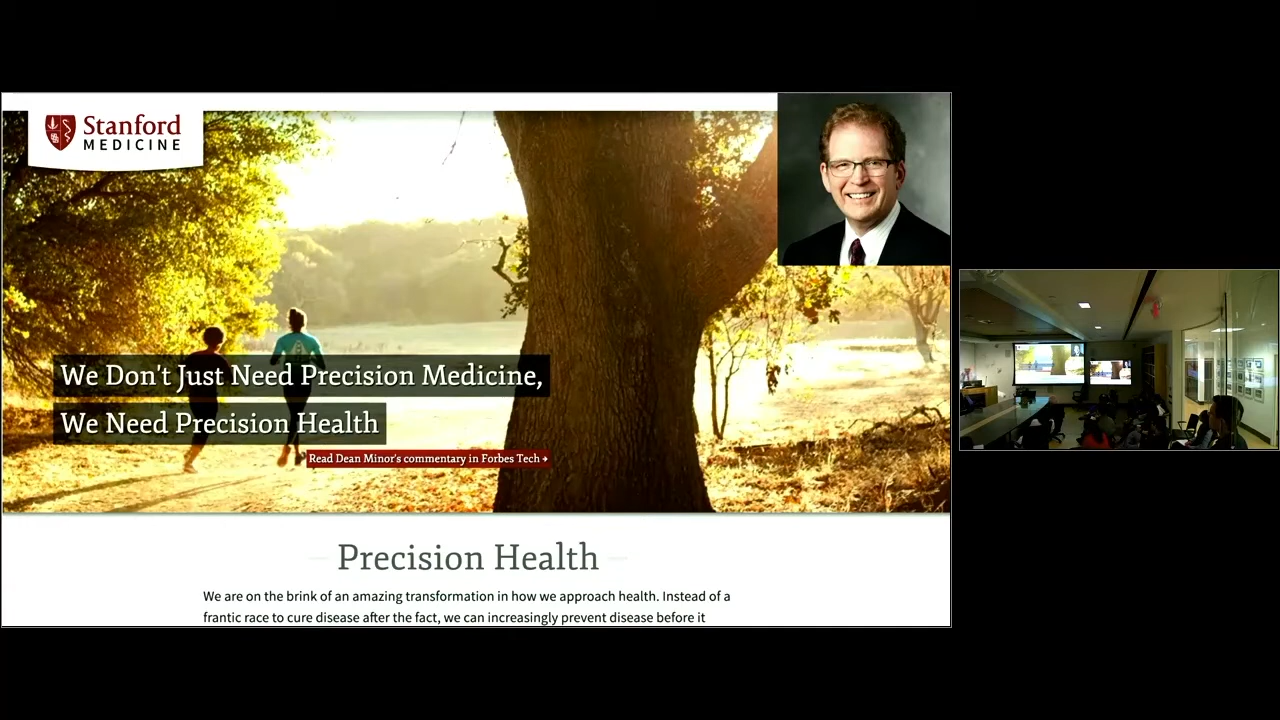 Stanford
MEDICINE
We Don't Just Need Precision Medicine,
We Need Precision Health
Read Dean Minor's commentary in Forbes Tech →
Precision Health
We are on the brink of an amazing transformation in how we approach health. Instead of a
frantic race to cure disease after the fact, we can increasingly prevent disease before it